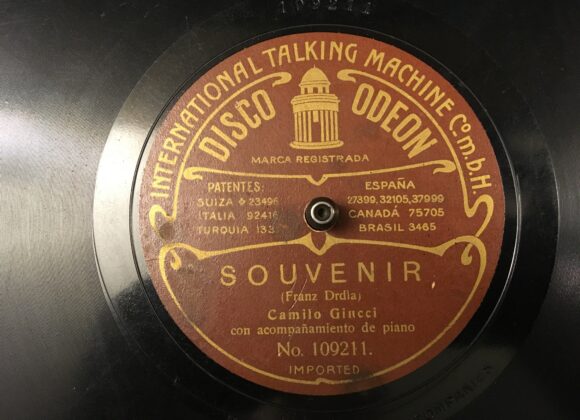 109211
INTERNATIONAL TALKING MACHINE Co.m.b.H.
DISCO ODEON
MARCA REGISTRADA
PATENTES:
SUIZA ✥ 23496
ITALIA 92416
TURQUIA 133
ESPAÑA
27399, 32105, 37999
CANADÁ 75705
BRASIL 3465
SOUVENIR
(Franz Drdla)
Camilo Giucci
con acompañamiento de piano
No. 109211.
IMPORTED